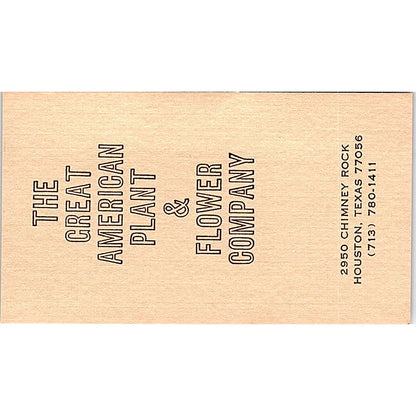 THE
GREAT
AMERICAN
PLANT
&
FLOWER
COMPANY
2950 CHIMNEY ROCK
HOUSTON, TEXAS 77056
(713) 780-1411